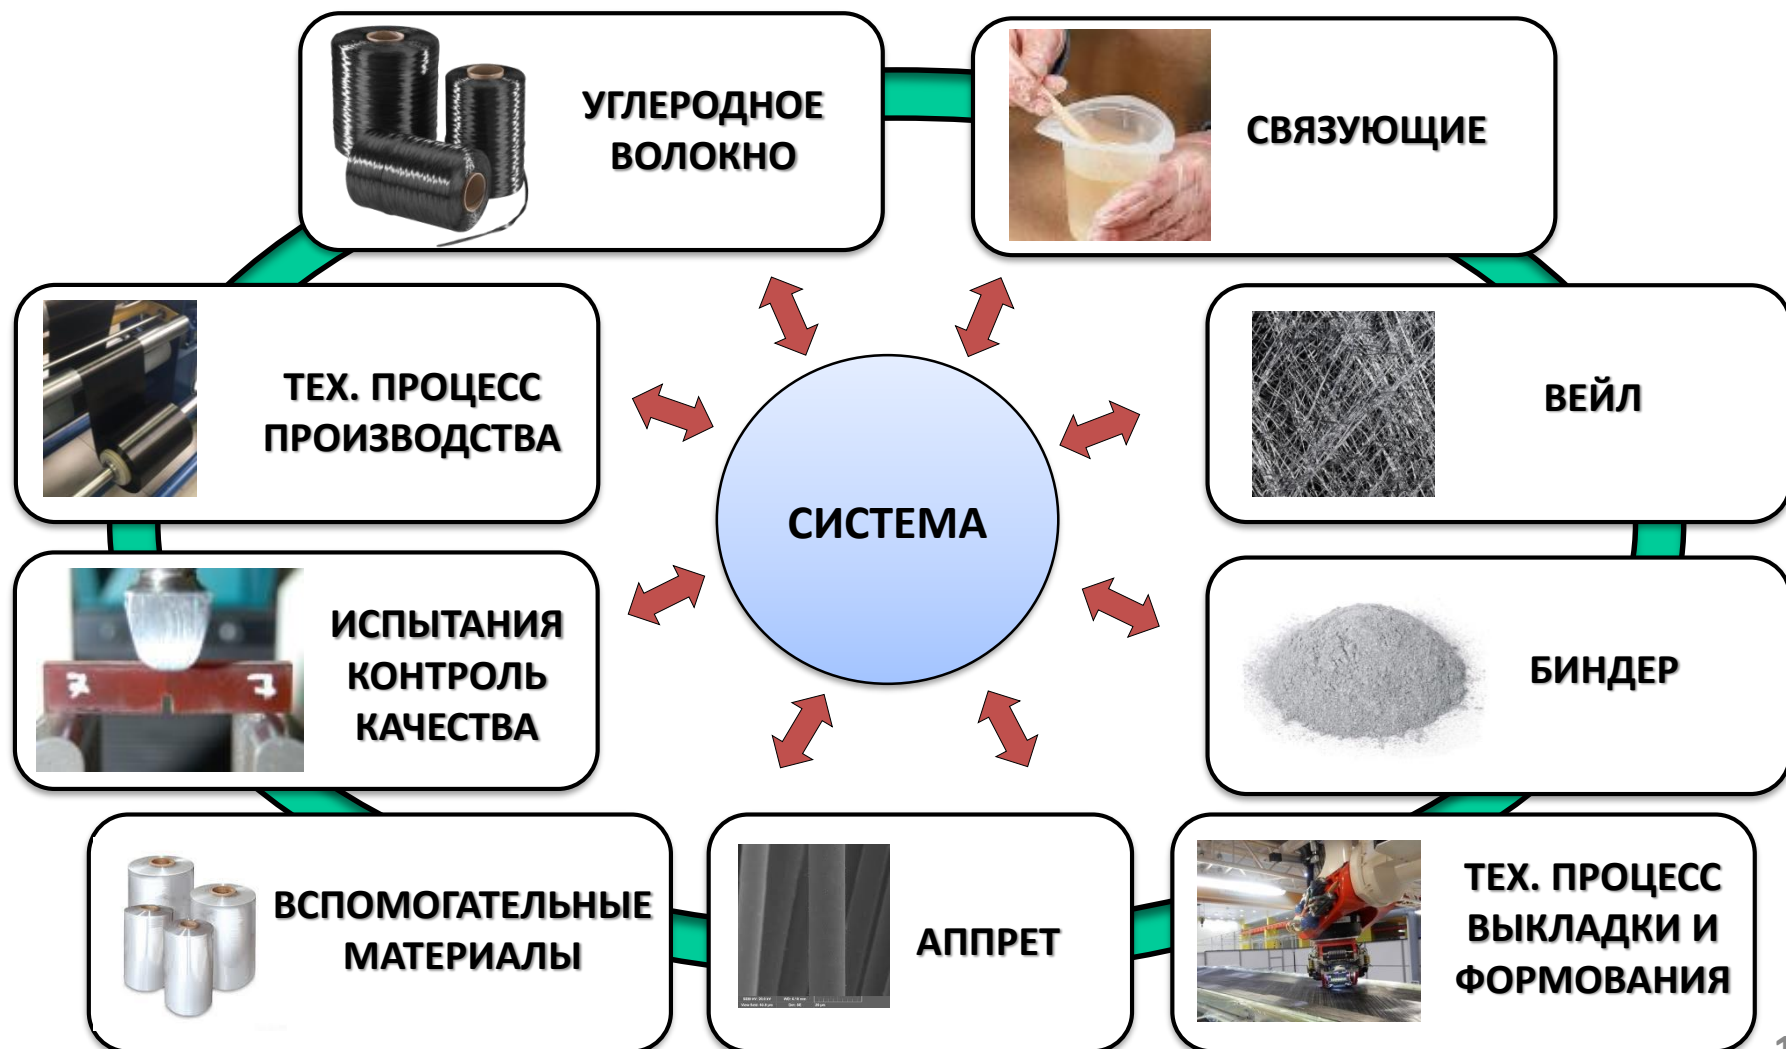 УГЛЕРОДНОЕ
ВОЛОКНО
СВЯЗУЮЩИЕ
ТЕХ. ПРОЦЕСС
ПРОИЗВОДСТВА
ВЕЙЛ
СИСТЕМА
ИСПЫТАНИЯ
КОНТРОЛЬ
КАЧЕСТВА
БИНДЕР
ВСПОМОГАТЕЛЬНЫЕ
МАТЕРИАЛЫ
АППРЕТ
ТЕХ. ПРОЦЕСС
ВЫКЛАДКИ И
ФОРМОВАНИЯ